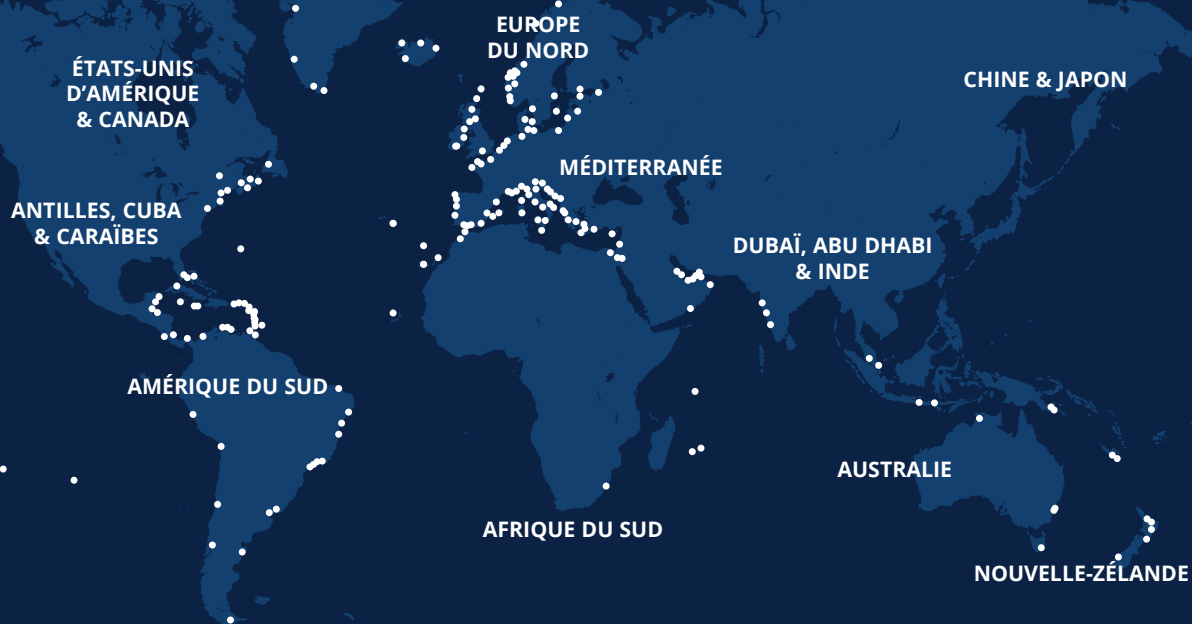 EUROPE
DU NORD
ÉTATS-UNIS
D'AMÉRIQUE
& CANADA
CHINE & JAPON
MÉDITERRANÉE
ANTILLES, CUBA
& CARAÏBES
DUBAÏ, ABU DHABI
& INDE
AMÉRIQUE DU SUD
AUSTRALIE
AFRIQUE DU SUD
NOUVELLE-ZÉLANDE